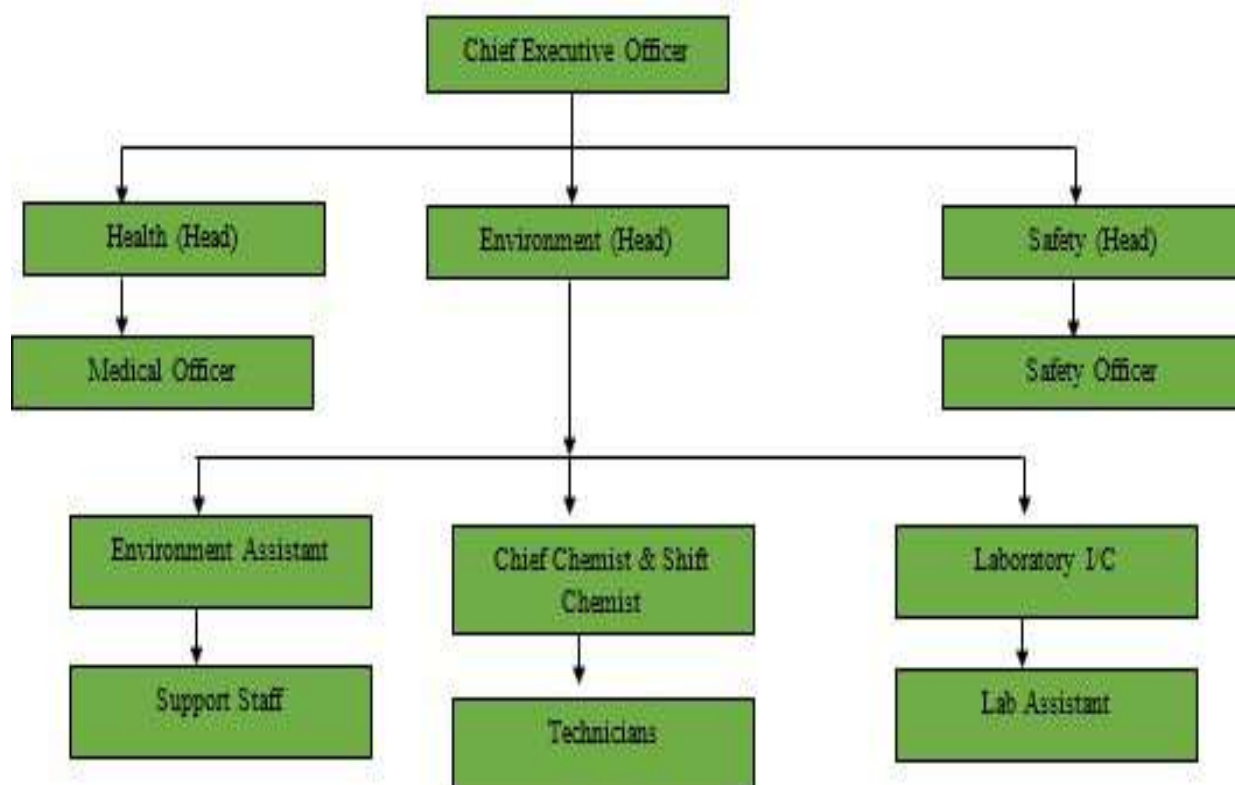 Chief Executive Officer
Health (Head)
Environment (Head)
Safety (Head)
Medical Officer
Safety Officer
Environment Assistant
Chief Chemist & Shift
Chemist
Laboratory I/C
Support Staff
Technicians
Lab Assistant